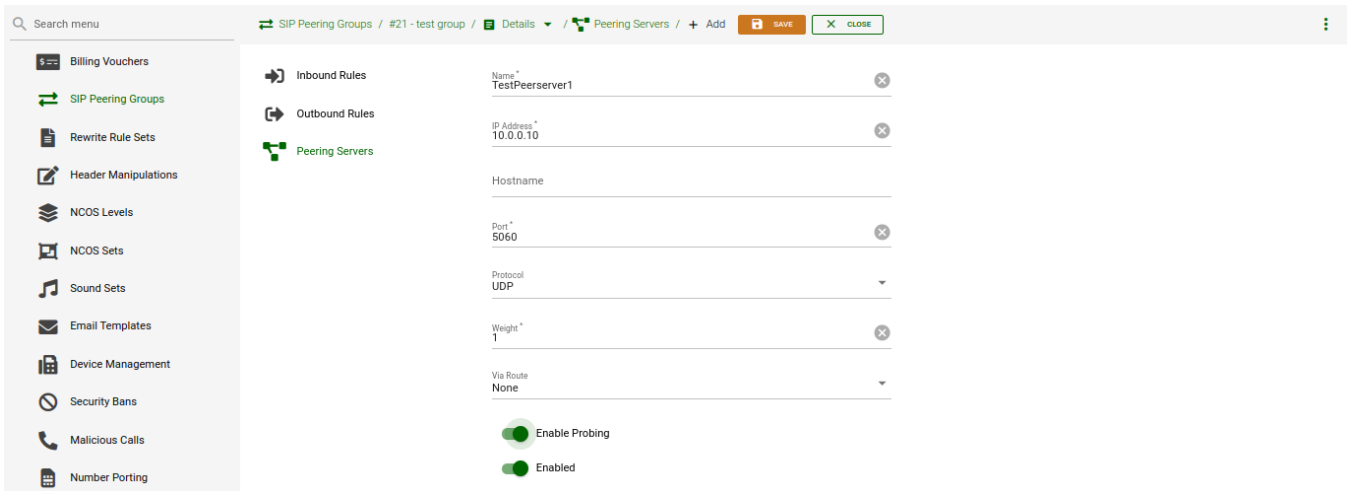 Search menu
SIP Peering Groups / #21 - test group / Details / Peering Servers / + Add SAVE X CLOSE
Billing Vouchers
SIP Peering Groups
Rewrite Rule Sets
Header Manipulations
NCOS Levels
NCOS Sets
Sound Sets
Email Templates
Device Management
Security Bans
Malicious Calls
Number Porting
Inbound Rules
Outbound Rules
Peering Servers
Name *
TestPeerserver1
IP Address *
10.0.0.10
Hostname
Port *
5060
Protocol
UDP
Weight *
1
Via Route
None
Enable Probing
Enabled